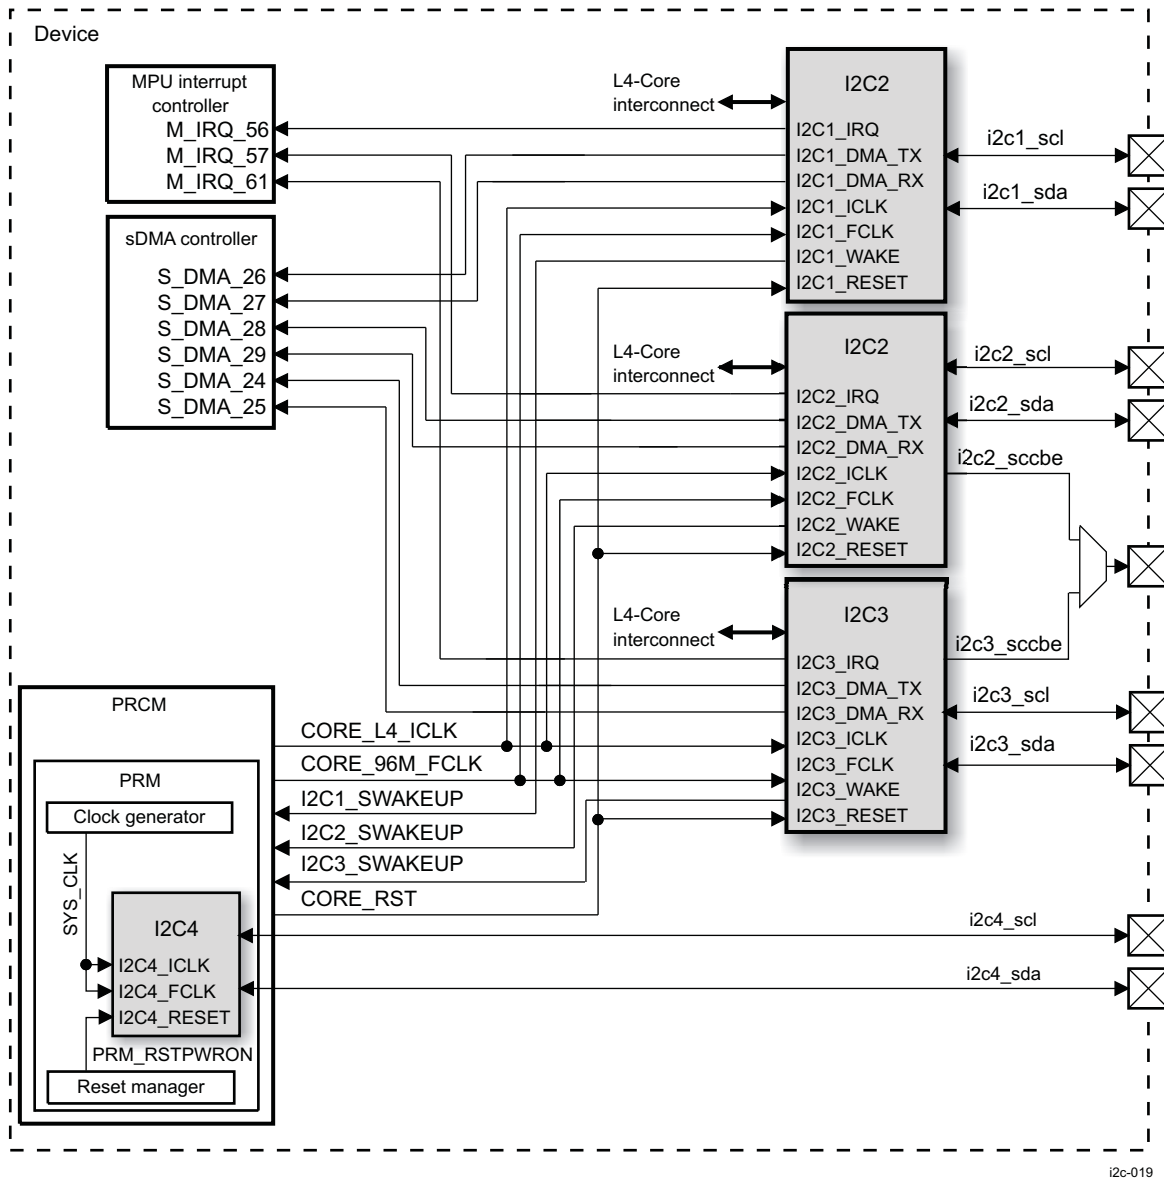 Device
MPU interrupt
controller
M_IRQ_56
M_IRQ_57
M_IRQ_61
sDMA controller
S_DMA_26
S_DMA_27
S_DMA_28
S_DMA_29
S_DMA_24
S_DMA_25
L4-Core
interconnect
I2C2
I2C1_IRQ
I2C1_DMA_TX
I2C1_DMA_RX
I2C1_ICLK
I2C1_FCLK
I2C1_WAKE
I2C1_RESET
i2c1_scl
i2c1_sda
L4-Core
interconnect
I2C2
I2C2_IRQ
I2C2_DMA_TX
I2C2_DMA_RX
I2C2_ICLK
I2C2_FCLK
I2C2_WAKE
I2C2_RESET
i2c2_scl
i2c2_sda
i2c2_sccbe
L4-Core
interconnect
I2C3
I2C3_IRQ
I2C3_DMA_TX
I2C3_DMA_RX
I2C3_ICLK
I2C3_FCLK
I2C3_WAKE
I2C3_RESET
i2c3_sccbe
i2c3_scl
i2c3_sda
PRCM
CORE_L4_ICLK
CORE_96M_FCLK
I2C1_SWAKEUP
I2C2_SWAKEUP
I2C3_SWAKEUP
CORE_RST
PRM
Clock generator
SYS_CLK
I2C4
I2C4_ICLK
I2C4_FCLK
I2C4_RESET
PRM_RSTPWRON
Reset manager
i2c4_scl
i2c4_sda
i2c-019